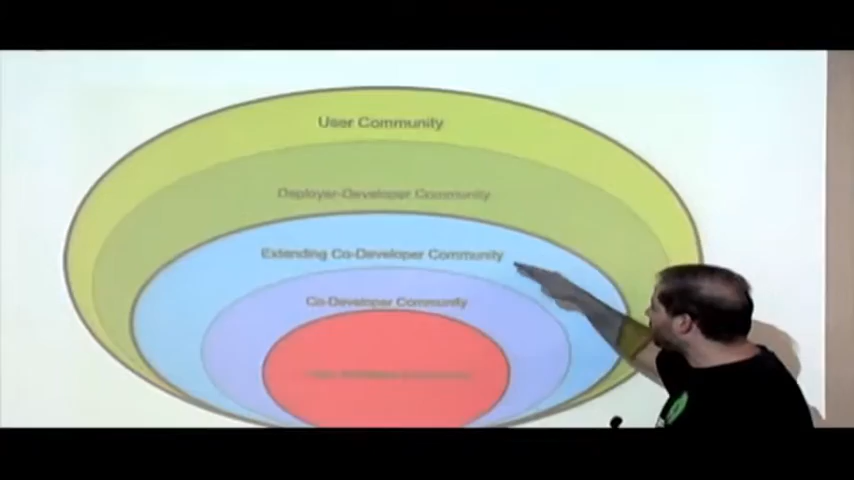 User Community
Deployer-Developer Community
Extending Co-Developer Community
Co-Developer Community